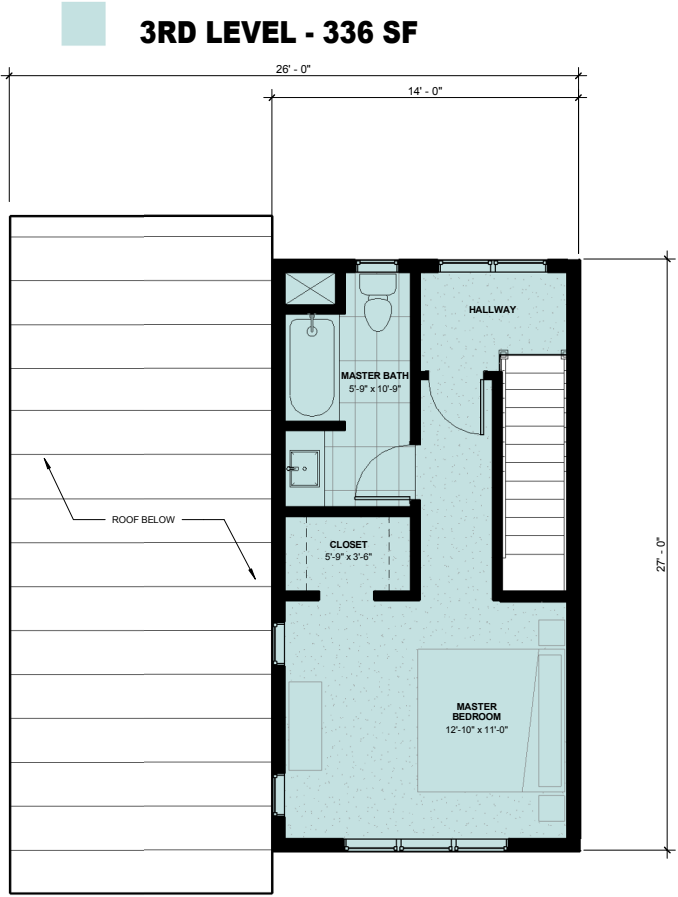 3RD LEVEL - 336 SF
26' - 0"
14' - 0"
HALLWAY
MASTER BATH
5'-9" x 10'-9"
ROOF BELOW
CLOSET
5'-9" x 3'-6"
27' - 0"
MASTER
BEDROOM
12'-10" x 11'-0"